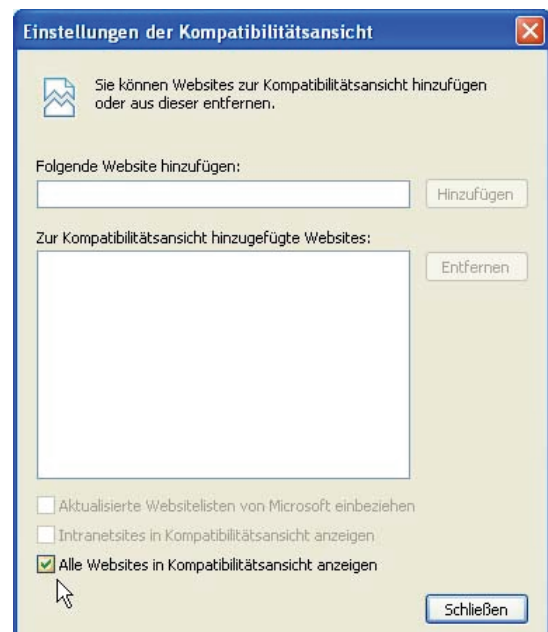 Einstellungen der Kompatibilitätsansicht
Sie können Websites zur Kompatibilitätsansicht hinzufügen
oder aus dieser entfernen.
Folgende Website hinzufügen:
Hinzufügen
Zur Kompatibilitätsansicht hinzugefügte Websites:
Entfernen
Aktualisierte Websitelisten von Microsoft einbeziehen
Intranetsites in Kompatibilitätsansicht anzeigen
Alle Websites in Kompatibilitätsansicht anzeigen
Schließen